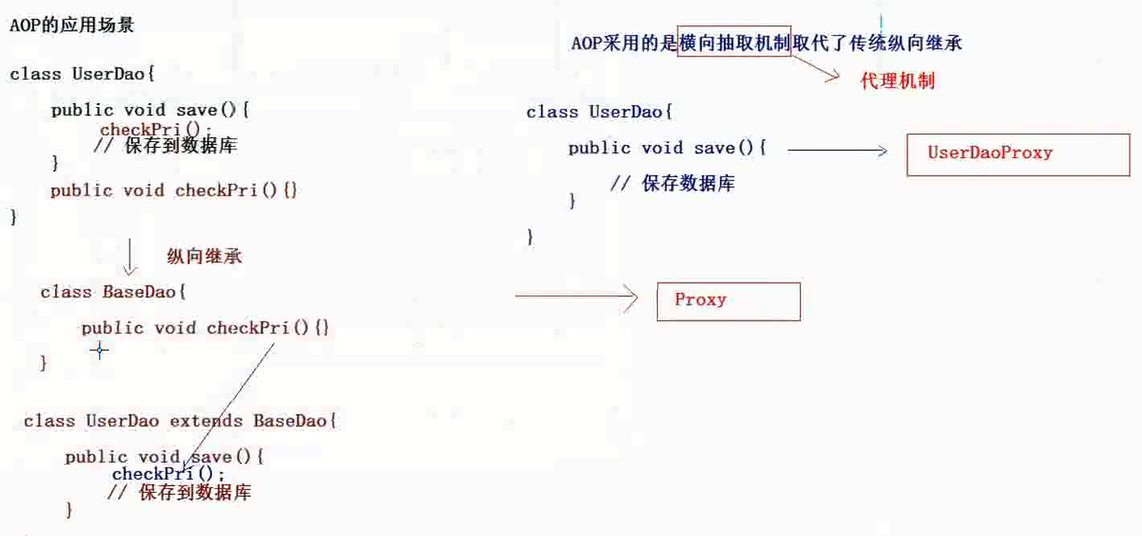 AOP的应用场景
class UserDao{
public void save(){
checkPri();
// 保存到数据库
}
public void checkPri(){}
}
纵向继承
class BaseDao{
public void checkPri(){}
}
class UserDao extends BaseDao{
public void save(){
checkPri();
// 保存到数据库
}
AOP采用的是横向抽取机制取代了传统纵向继承
代理机制
class UserDao{
public void save(){
UserDaoProxy
// 保存数据库
}
}
Proxy